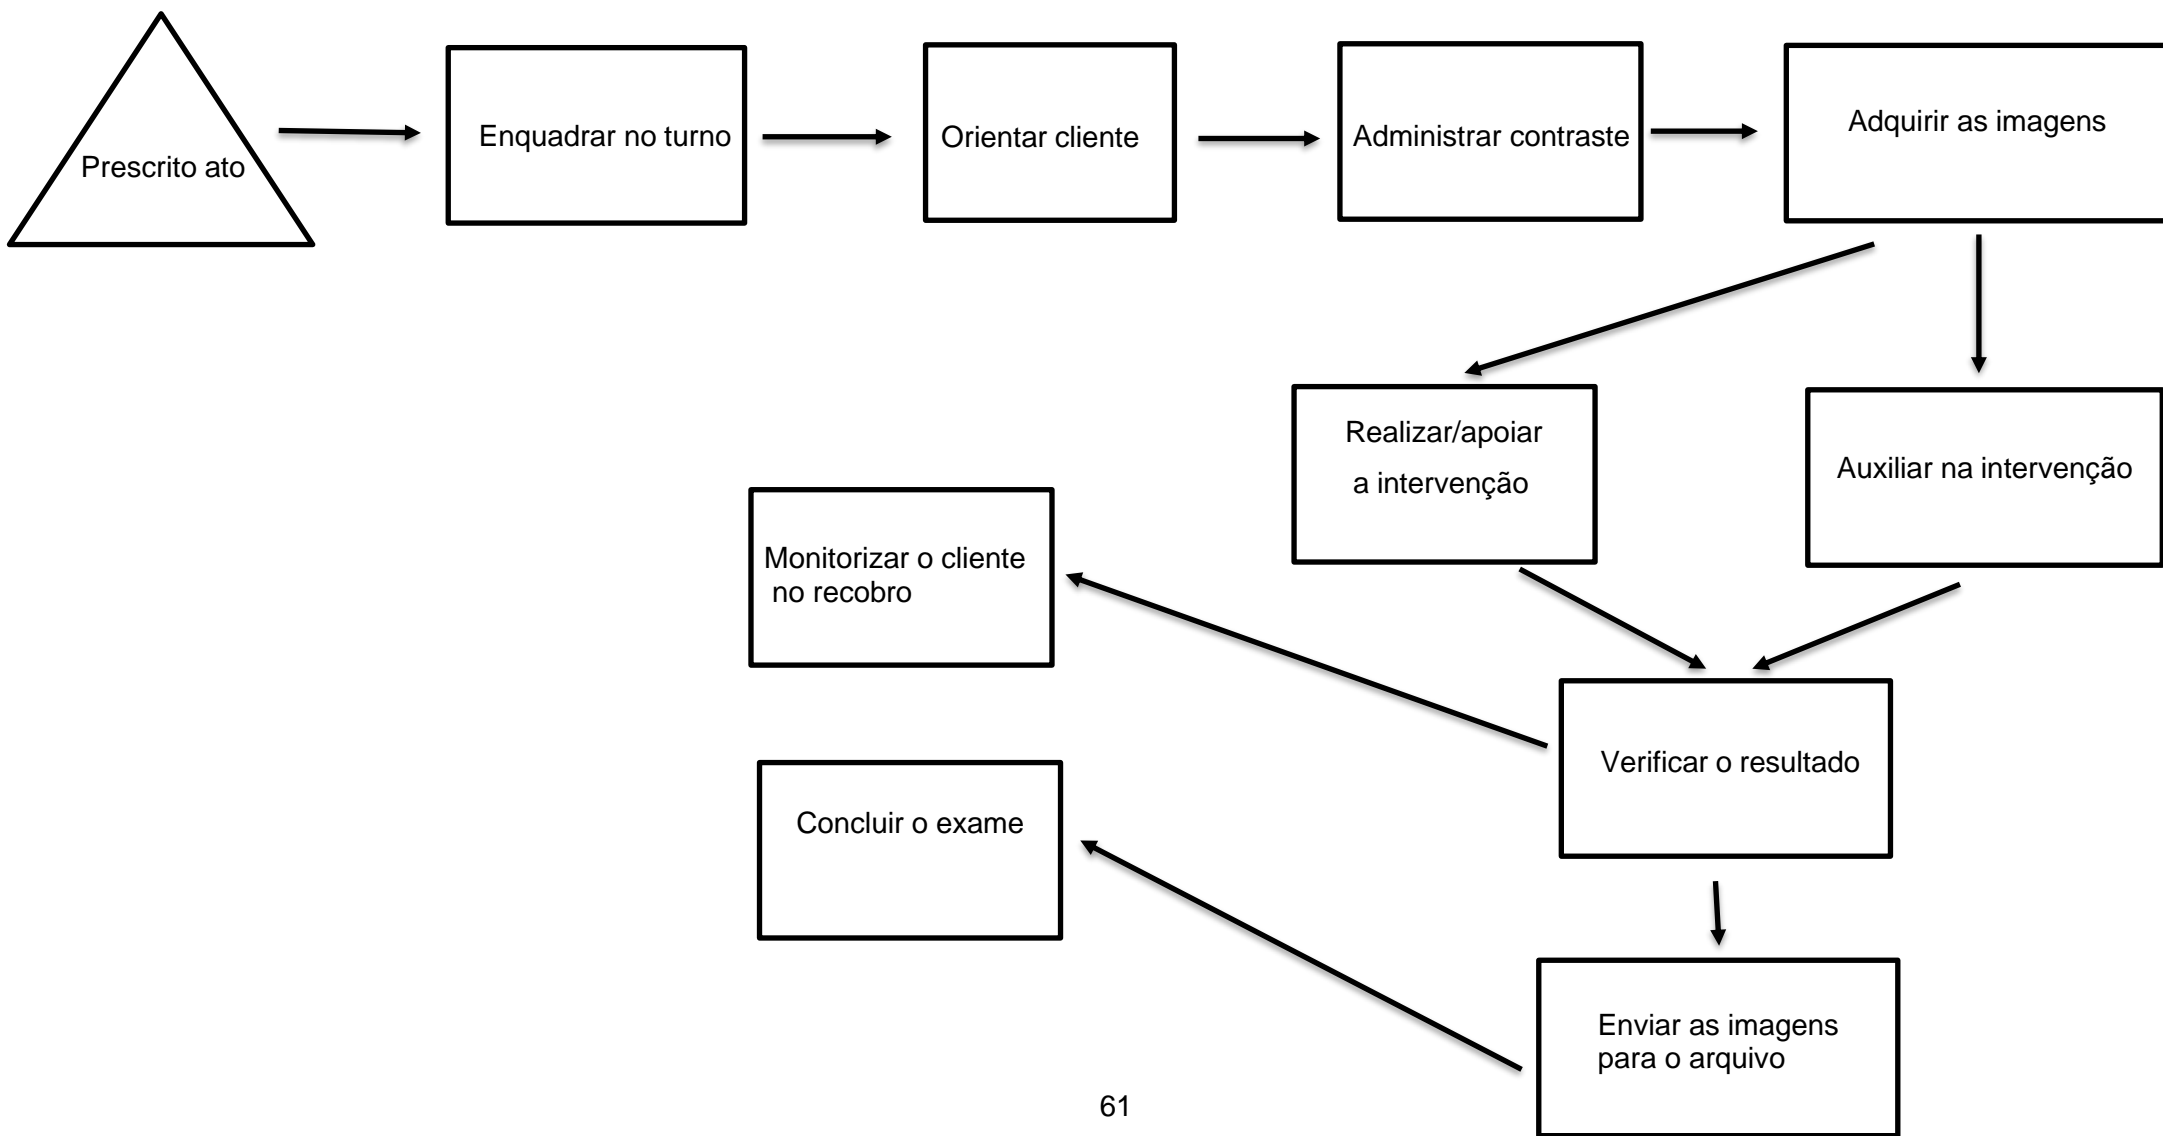 Prescrito ato
Enquadrar no turno
Orientar cliente
Administrar contraste
Adquirir as imagens
Realizar/apoiar
a intervenção
Auxiliar na intervenção
Monitorizar o cliente
no recobro
Verificar o resultado
Concluir o exame
Enviar as imagens
para o arquivo
61